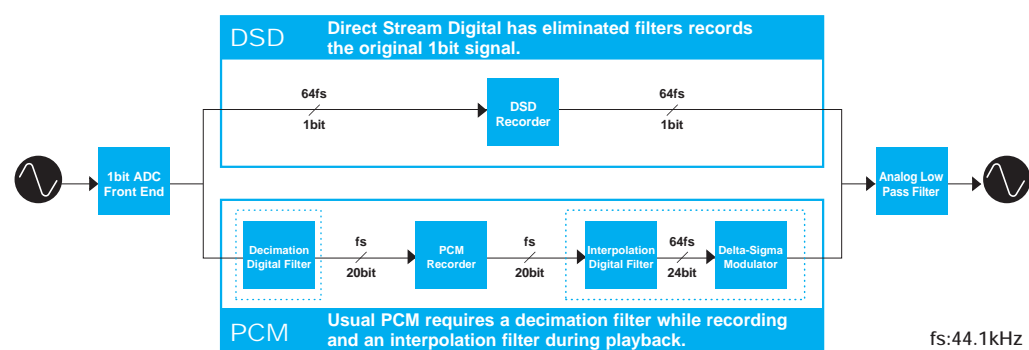 DSD
Direct Stream Digital has eliminated filters records
the original 1bit signal.
64fs
1bit
DSD
Recorder
64fs
1bit
1bit ADC
Front End
Analog Low
Pass Filter
Decimation
Digital Filter
fs
20bit
PCM
Recorder
fs
20bit
Interpolation
Digital Filter
64fs
24bit
Delta-Sigma
Modulator
PCM
Usual PCM requires a decimation filter while recording
and an interpolation filter during playback.
fs:44.1kHz